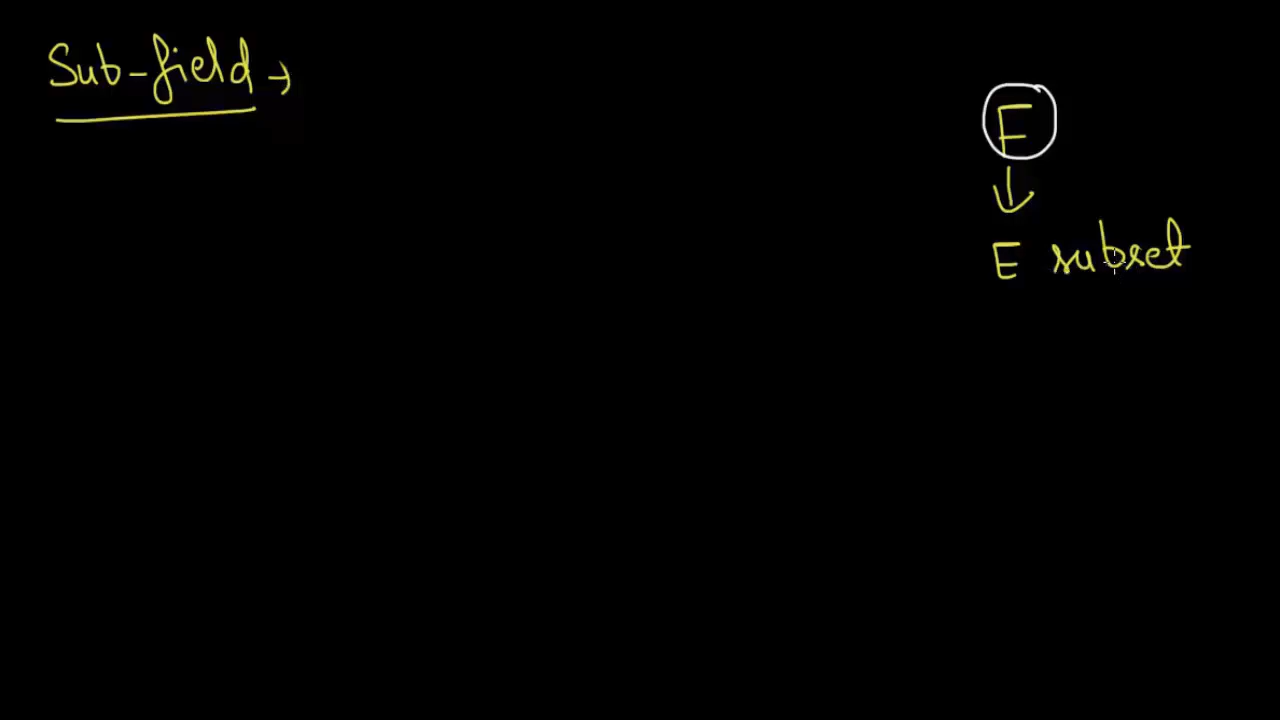 Sub-field →
F
↓
E subset